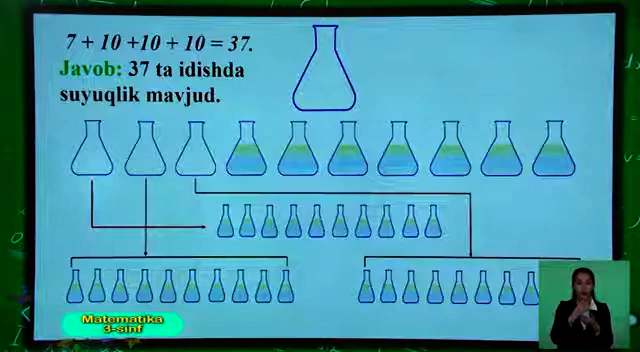 7 + 10 +10 + 10 = 37.
Javob: 37 ta idishda
suyuqlik mavjud.
Matematika
3-sinf